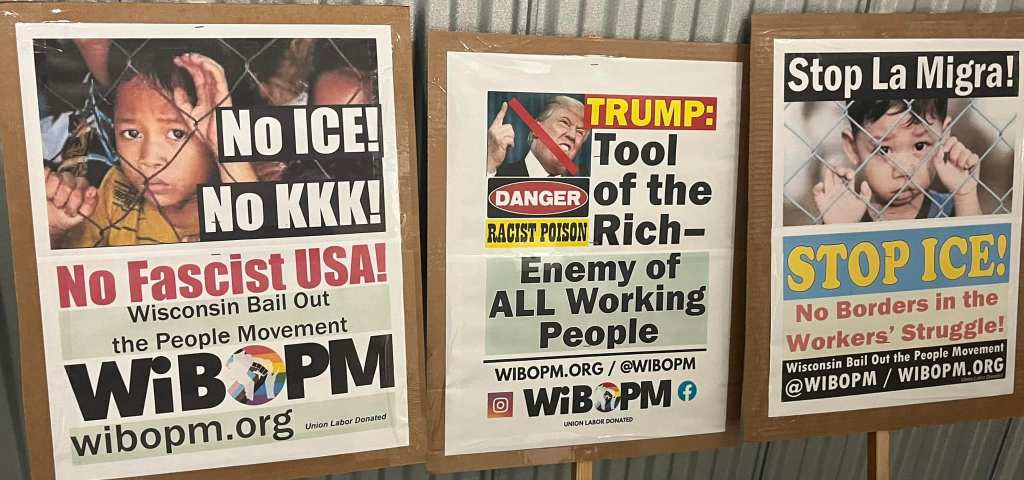 No ICE!
No KKK!
No Fascist USA!
Wisconsin Bail Out
the People Movement
WiBOPM
wibopm.org
Union Labor Donated
TRUMP:
Tool
of the
Rich–
DANGER
RACIST POISON
Enemy of
ALL Working
People
WIBOPM.ORG / @WIBOPM
WiBOPM
UNION LABOR DONATED
Stop La Migra!
STOP ICE!
No Borders in the
Workers' Struggle!
Wisconsin Bail Out the People Movement
@WIBOPM / WIBOPM.ORG
Union Labor Donated